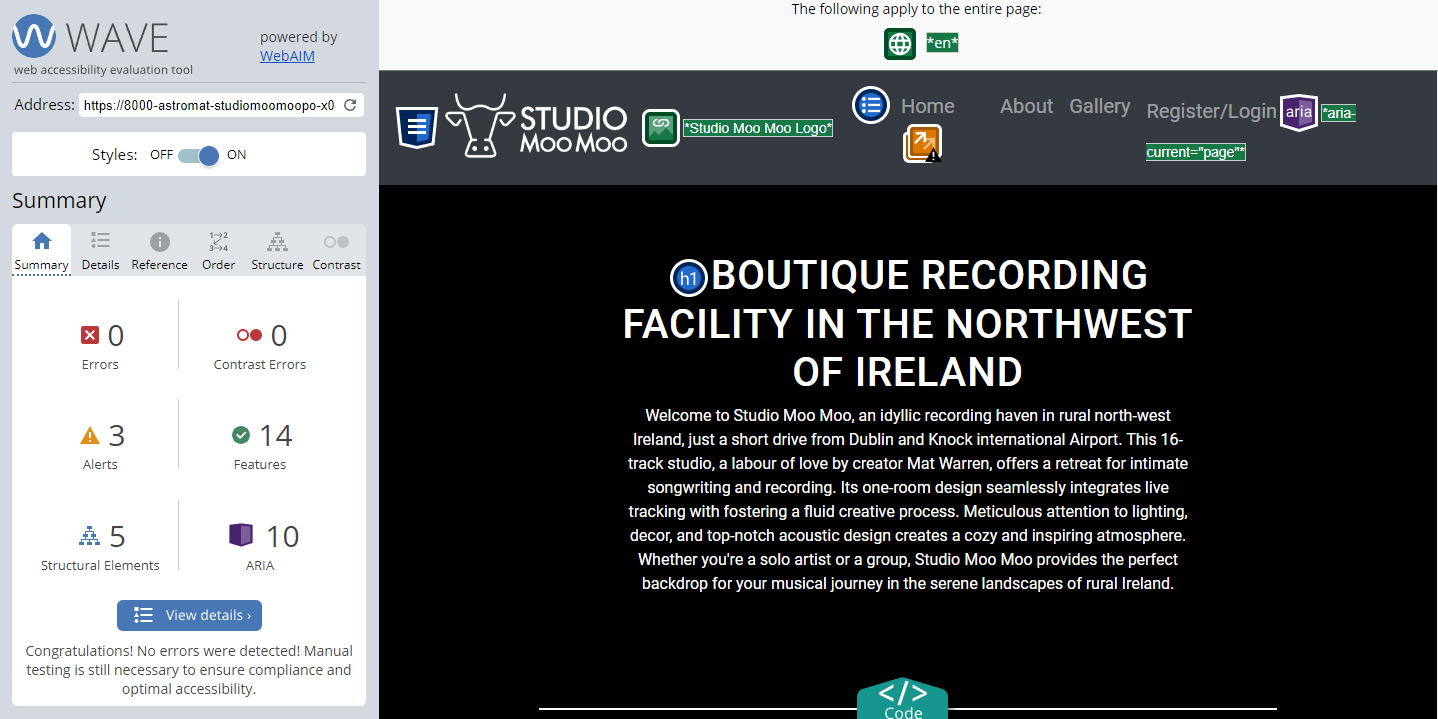 WAVE
web accessibility evaluation tool
powered by
WebAIM
Address: https://8000-astromat-studiomoomoopo-x0
Styles: OFF ON
Summary
Summary Details Reference Order Structure Contrast
0
Errors
0
Contrast Errors
3
Alerts
14
Features
5
Structural Elements
10
ARIA
View details ›
Congratulations! No errors were detected! Manual
testing is still necessary to ensure compliance and
optimal accessibility.
The following apply to the entire page:
*en*
STUDIO
MOO MOO
*Studio Moo Moo Logo*
Home About Gallery Register/Login aria *aria-
current="page"*
h1 BOUTIQUE RECORDING
FACILITY IN THE NORTHWEST
OF IRELAND
Welcome to Studio Moo Moo, an idyllic recording haven in rural north-west
Ireland, just a short drive from Dublin and Knock international Airport. This 16-
track studio, a labour of love by creator Mat Warren, offers a retreat for intimate
songwriting and recording. Its one-room design seamlessly integrates live
tracking with fostering a fluid creative process. Meticulous attention to lighting,
decor, and top-notch acoustic design creates a cozy and inspiring atmosphere.
Whether you're a solo artist or a group, Studio Moo Moo provides the perfect
backdrop for your musical journey in the serene landscapes of rural Ireland.
</>
Code